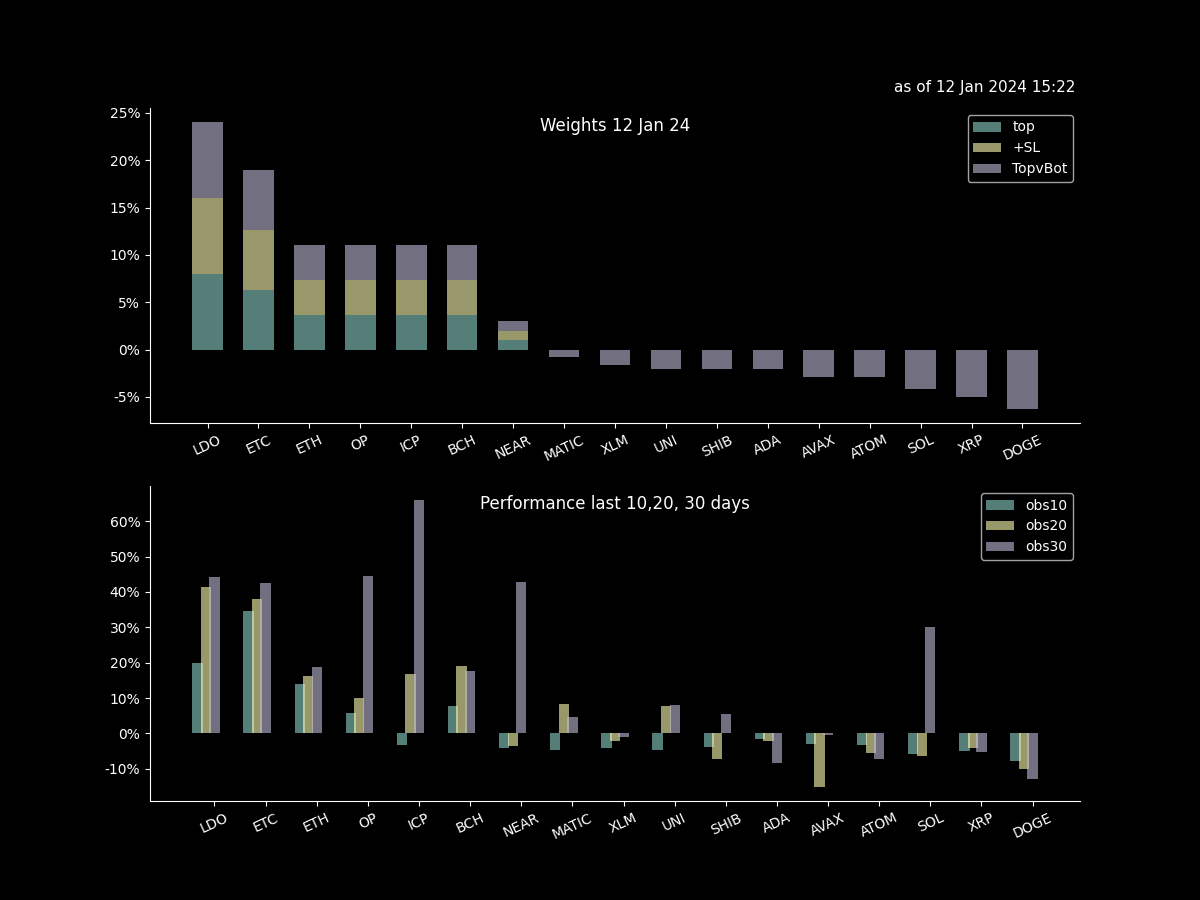 as of 12 Jan 2024 15:22
Weights 12 Jan 24
top
+SL
TopvBot
25%
20%
15%
10%
5%
0%
-5%
LDO ETC ETH OP ICP BCH NEAR MATIC XLM UNI SHIB ADA AVAX ATOM SOL XRP DOGE
Performance last 10,20, 30 days
obs10
obs20
obs30
60%
50%
40%
30%
20%
10%
0%
-10%
LDO ETC ETH OP ICP BCH NEAR MATIC XLM UNI SHIB ADA AVAX ATOM SOL XRP DOGE